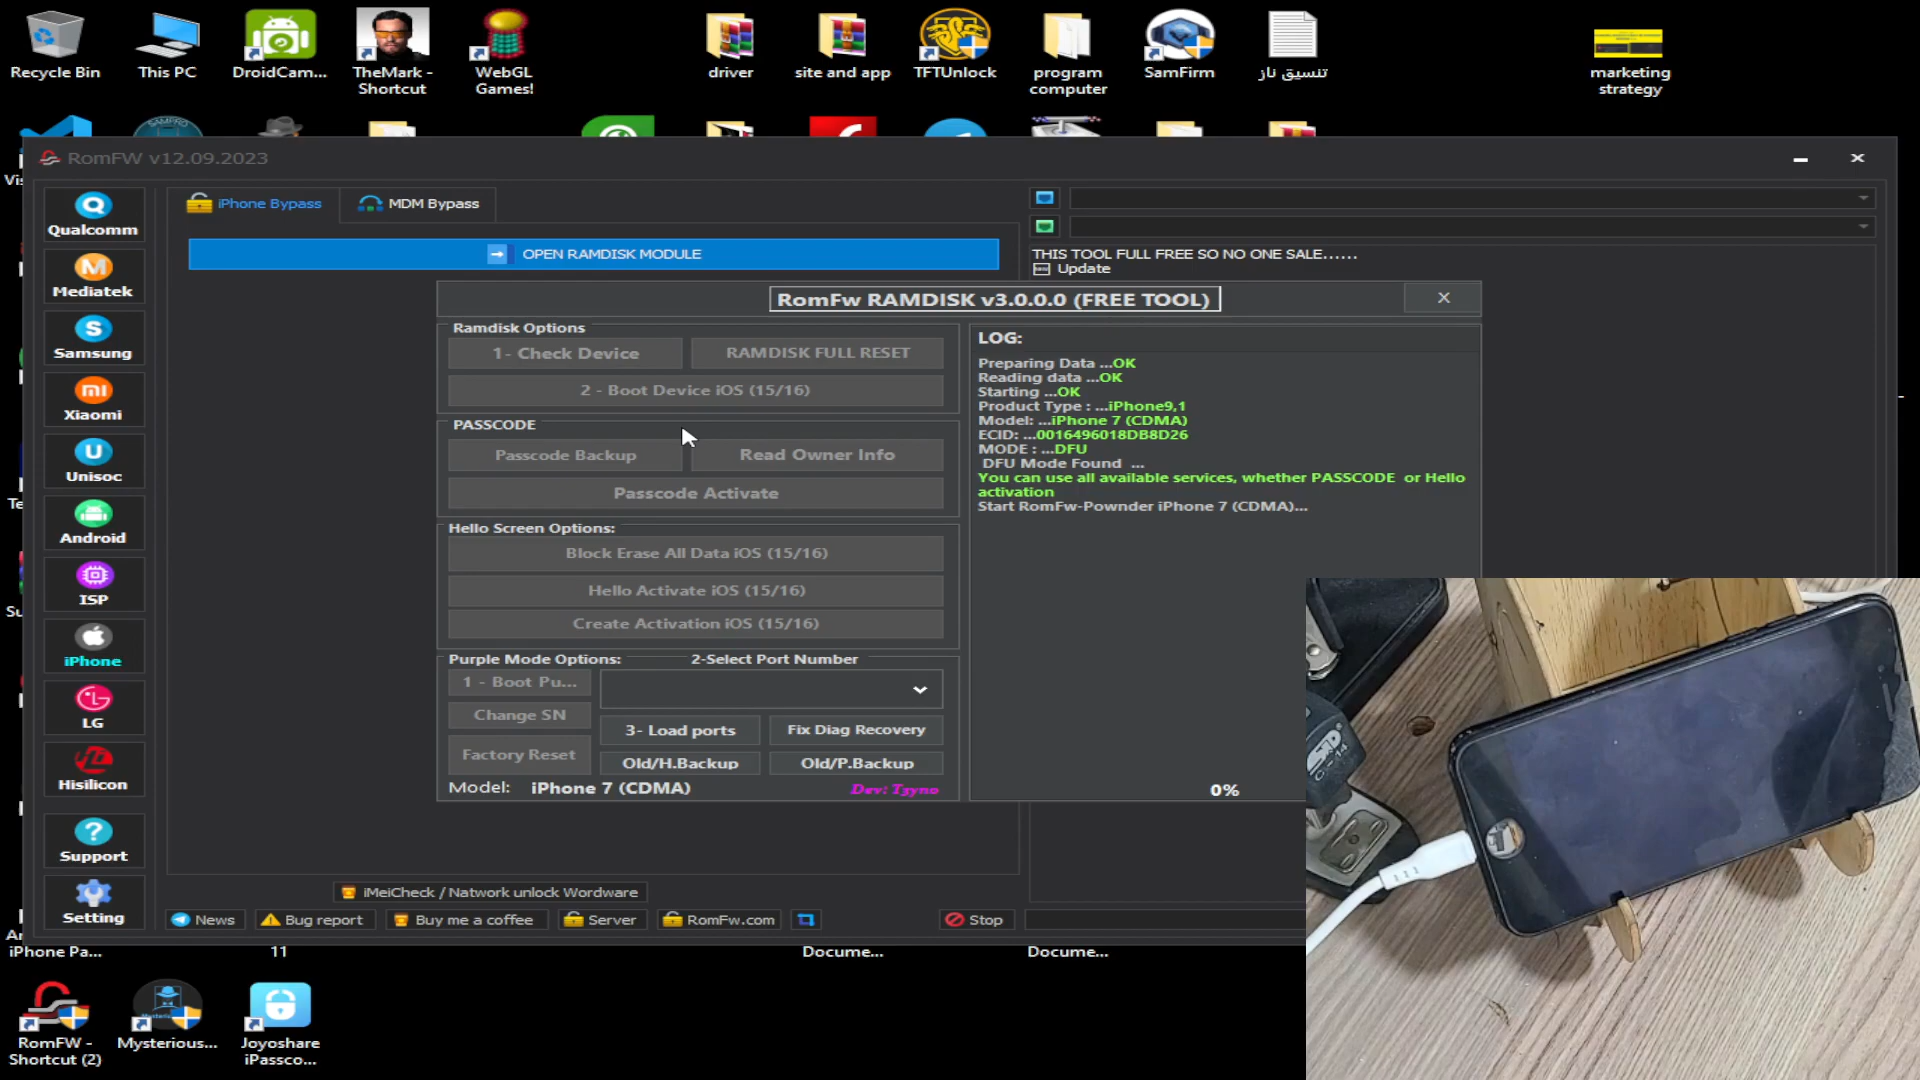 Recycle Bin
This PC
DroidCam...
TheMark - Shortcut
WebGL Games!
driver
site and app
TFTUnlock
program computer
SamFirm
تنسيق ناز
marketing strategy
RomFW v12.09.2023
Qualcomm
Mediatek
Samsung
Xiaomi
Unisoc
Android
ISP
iPhone
LG
Hisilicon
Support
Setting
iPhone Bypass
MDM Bypass
OPEN RAMDISK MODULE
THIS TOOL FULL FREE SO NO ONE SALE......
Update
RomFw RAMDISK v3.0.0.0 (FREE TOOL)
Ramdisk Options
1- Check Device
RAMDISK FULL RESET
2 - Boot Device iOS (15/16)
PASSCODE
Passcode Backup
Read Owner Info
Passcode Activate
Hello Screen Options:
Block Erase All Data iOS (15/16)
Hello Activate iOS (15/16)
Create Activation iOS (15/16)
Purple Mode Options:
2-Select Port Number
1 - Boot Pu...
Change SN
3- Load ports
Fix Diag Recovery
Factory Reset
Old/H.Backup
Old/P.Backup
Model: iPhone 7 (CDMA)
Dev: T3yno
LOG:
Preparing Data ...OK
Reading data ...OK
Starting ...OK
Product Type : ...iPhone9,1
Model: ...iPhone 7 (CDMA)
ECID: ...0016496018DB8D26
MODE : ...DFU
DFU Mode Found ...
You can use all available services, whether PASSCODE or Hello
activation
Start RomFw-Pownder iPhone 7 (CDMA)...
0%
iMeiCheck / Natwork unlock Wordware
News
Bug report
Buy me a coffee
Server
RomFw.com
Stop
iPhone Pa...
11
Docume...
Docume...
RomFW - Shortcut (2)
Mysterious...
Joyoshare iPassco...